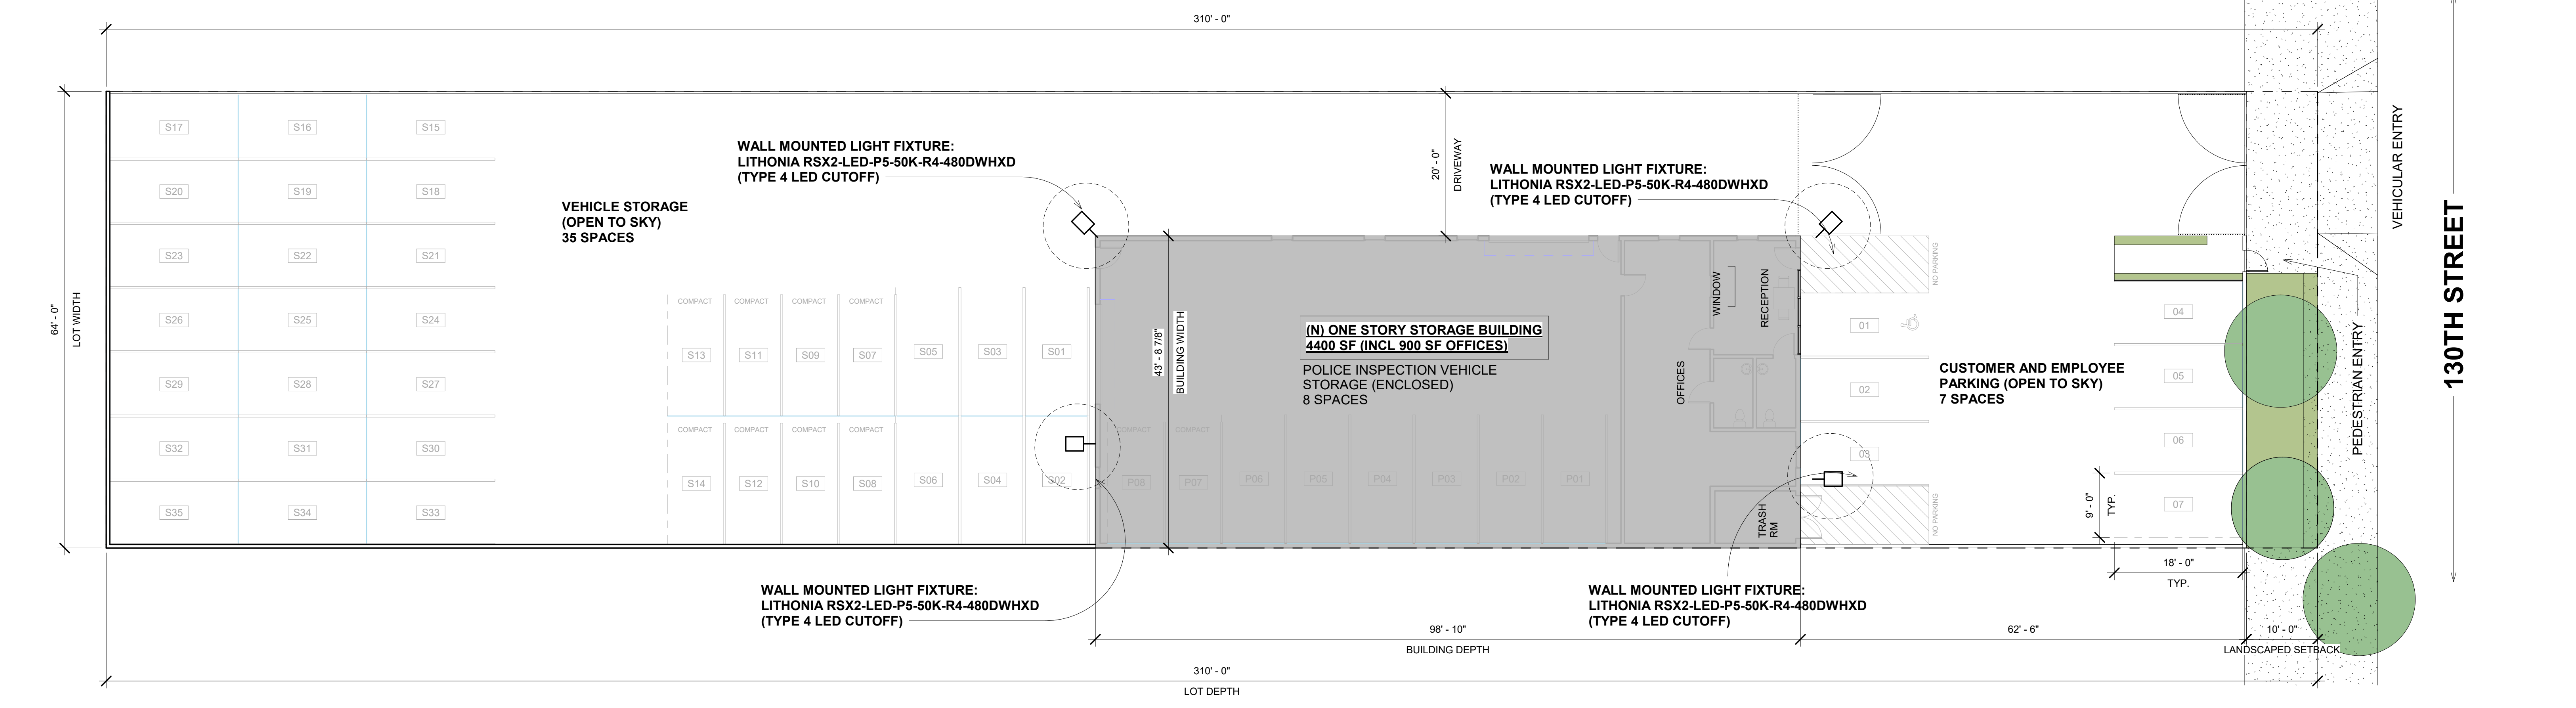 310' - 0"
S17
S16
S15
S20
S19
S18
S23
S22
S21
S26
S25
S24
S29
S28
S27
S32
S31
S30
S35
S34
S33
64' - 0"
LOT WIDTH
VEHICLE STORAGE
(OPEN TO SKY)
35 SPACES
WALL MOUNTED LIGHT FIXTURE:
LITHONIA RSX2-LED-P5-50K-R4-480DWHXD
(TYPE 4 LED CUTOFF)
COMPACT
COMPACT
COMPACT
COMPACT
S13
S11
S09
S07
S05
S03
S01
COMPACT
COMPACT
COMPACT
COMPACT
S14
S12
S10
S08
S06
S04
S02
WALL MOUNTED LIGHT FIXTURE:
LITHONIA RSX2-LED-P5-50K-R4-480DWHXD
(TYPE 4 LED CUTOFF)
20' - 0"
DRIVEWAY
WALL MOUNTED LIGHT FIXTURE:
LITHONIA RSX2-LED-P5-50K-R4-480DWHXD
(TYPE 4 LED CUTOFF)
43' - 8 7/8"
BUILDING WIDTH
(N) ONE STORY STORAGE BUILDING
4400 SF (INCL 900 SF OFFICES)
POLICE INSPECTION VEHICLE
STORAGE (ENCLOSED)
8 SPACES
COMPACT
COMPACT
P08
P07
P06
P05
P04
P03
P02
P01
OFFICES
WINDOW
RECEPTION
TRASH
RM
NO PARKING
01
02
03
NO PARKING
CUSTOMER AND EMPLOYEE
PARKING (OPEN TO SKY)
7 SPACES
04
05
06
07
9' - 0"
TYP.
18' - 0"
TYP.
WALL MOUNTED LIGHT FIXTURE:
LITHONIA RSX2-LED-P5-50K-R4-480DWHXD
(TYPE 4 LED CUTOFF)
VEHICULAR ENTRY
PEDESTRIAN ENTRY
130TH STREET
98' - 10"
BUILDING DEPTH
62' - 6"
10' - 0"
LANDSCAPED SETBACK
310' - 0"
LOT DEPTH